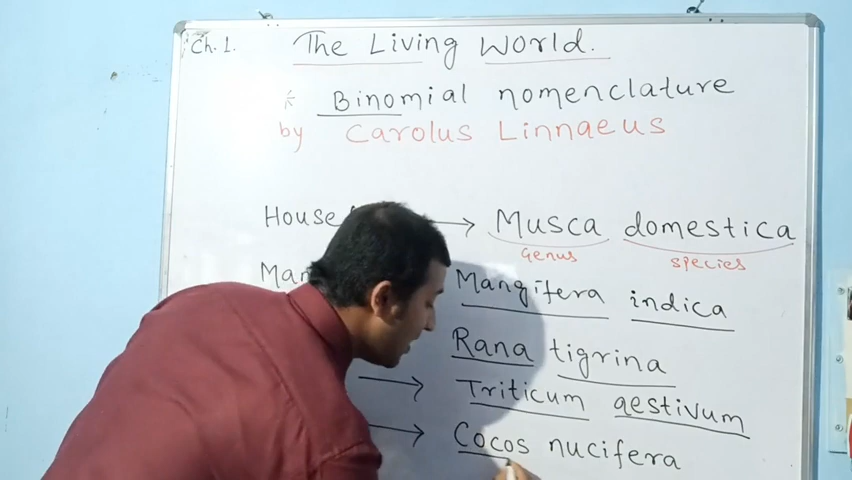 Ch. 1. The Living World.
* Binomial nomenclature
by Carolus Linnaeus
House → Musca domestica
Genus species
Mangifera indica
Rana tigrina
→ Triticum aestivum
→ Cocos nucifera